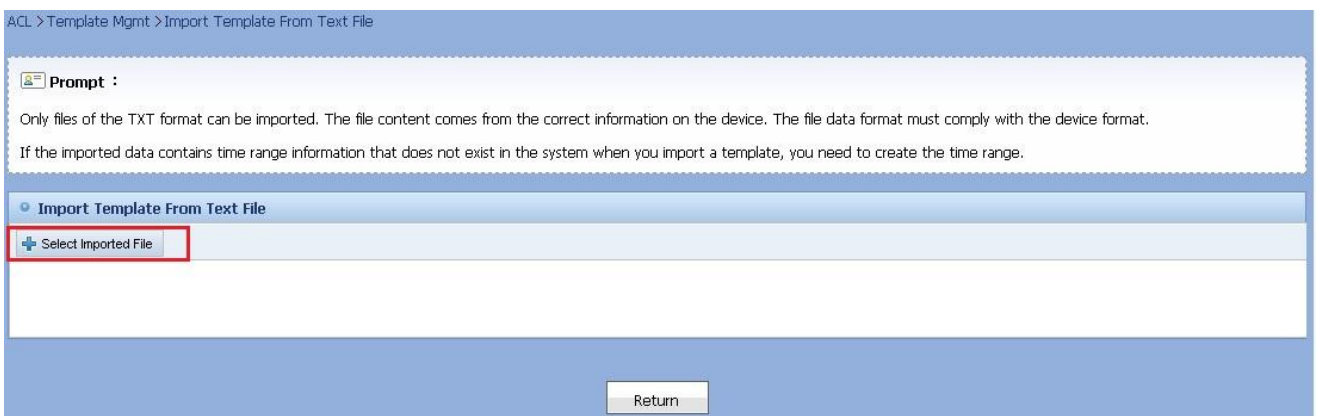 ACL >Template Mgmt >Import Template From Text File
Prompt :
Only files of the TXT format can be imported. The file content comes from the correct information on the device. The file data format must comply with the device format.
If the imported data contains time range information that does not exist in the system when you import a template, you need to create the time range.
Import Template From Text File
Select Imported File
Return